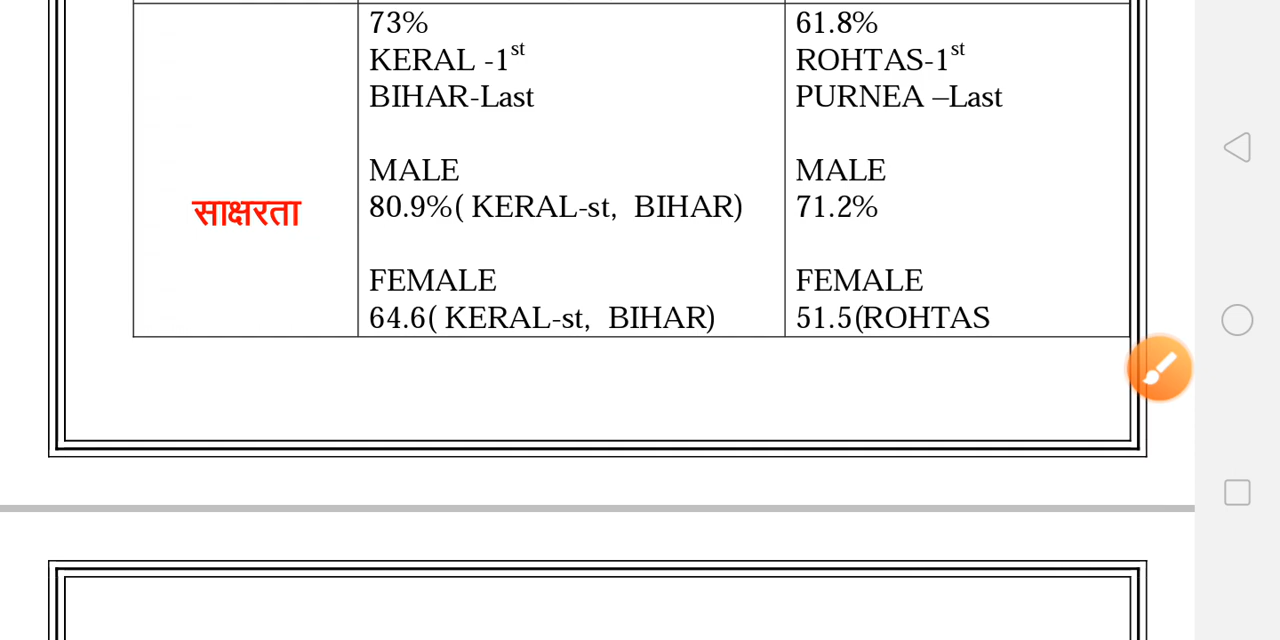 73%
KERAL -1st
BIHAR-Last
MALE
80.9%( KERAL-st, BIHAR)
FEMALE
64.6( KERAL-st, BIHAR)
61.8%
ROHTAS-1st
PURNEA –Last
MALE
71.2%
FEMALE
51.5(ROHTAS
साक्षरता